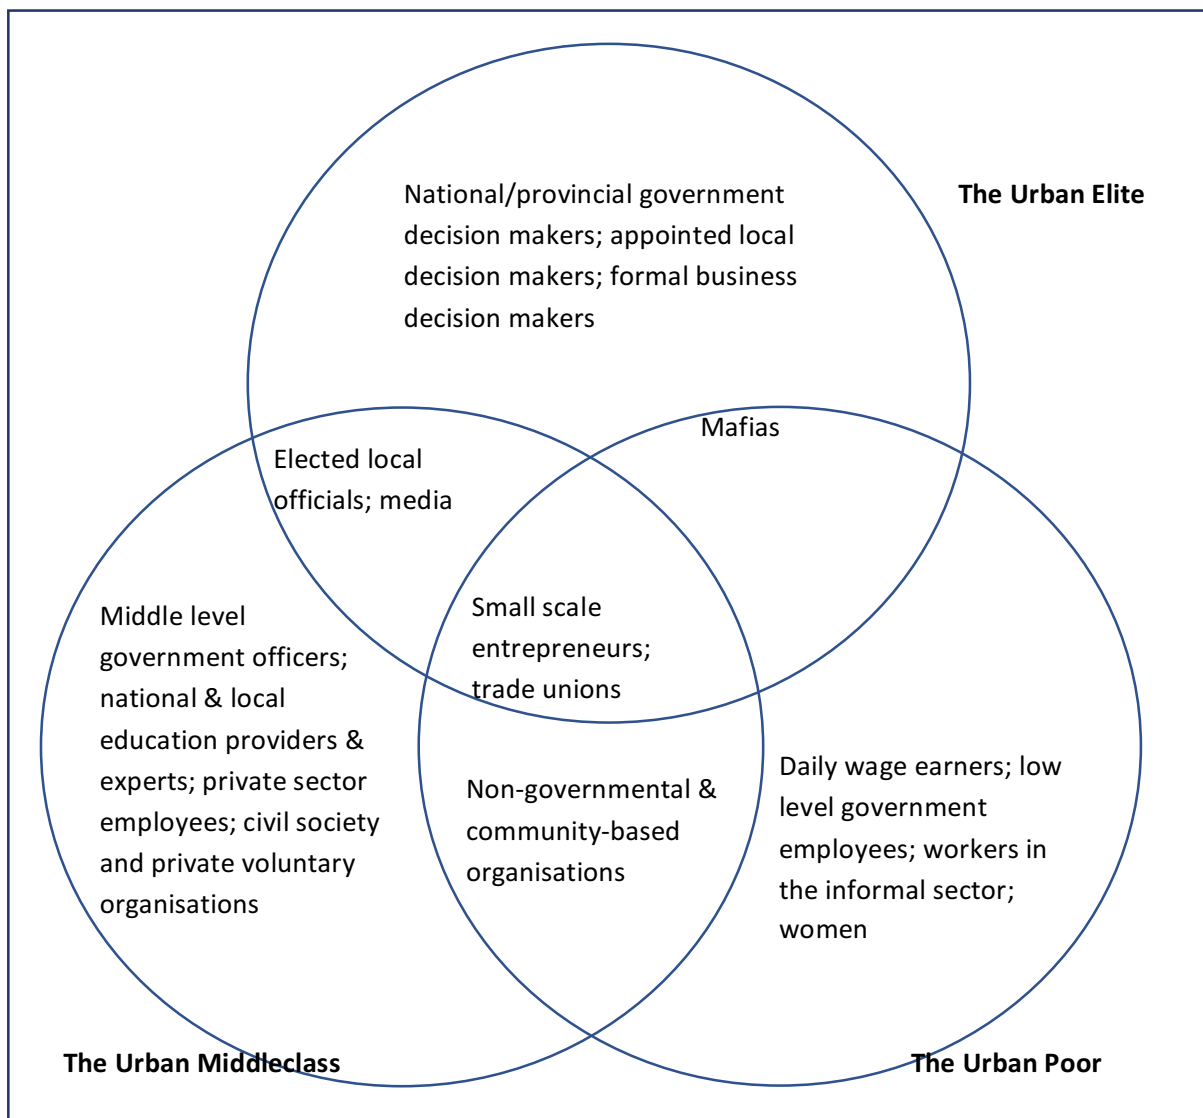 National/provincial government
decision makers; appointed local
decision makers; formal business
decision makers
The Urban Elite
Mafias
Elected local
officials; media
Small scale
entrepreneurs;
trade unions
Middle level
government officers;
national & local
education providers &
experts; private sector
employees; civil society
and private voluntary
organisations
Non-governmental &
community-based
organisations
Daily wage earners; low
level government
employees; workers in
the informal sector;
women
The Urban Middleclass
The Urban Poor